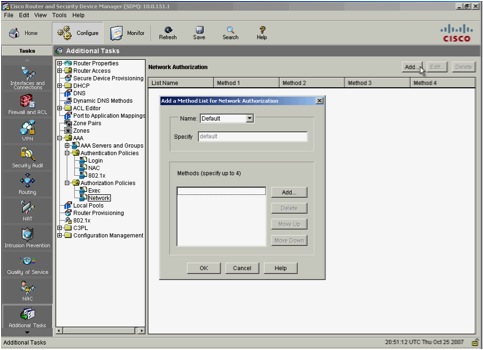 Cisco Router and Security Device Manager (SDM): 10.0.151.1
File Edit View Tools Help
Home Configure Monitor Refresh Save Search Help
CISCO
Tasks
Additional Tasks
Interfaces and Connections
Firewall and ACL
VPN
Security Audit
Routing
NAT
Intrusion Prevention
Quality of Service
NAC
Additional Tasks
Router Properties
Router Access
Secure Device Provisioning
DHCP
DNS
Dynamic DNS Methods
ACL Editor
Port to Application Mappings
Zone Pairs
Zones
AAA
AAA Servers and Groups
Authentication Policies
Login
NAC
802.1x
Authorization Policies
Exec
Network
Local Pools
Router Provisioning
802.1x
C3PL
Configuration Management
Network Authorization
Add... Edit... Delete
List Name Method 1 Method 2 Method 3 Method 4
Add a Method List for Network Authorization
Name: Default
Specify default
Methods (specify up to 4)
Add...
Delete
Move Up
Move Down
OK Cancel Help
Additional Tasks
20:51:12 UTC Thu Oct 25 2007